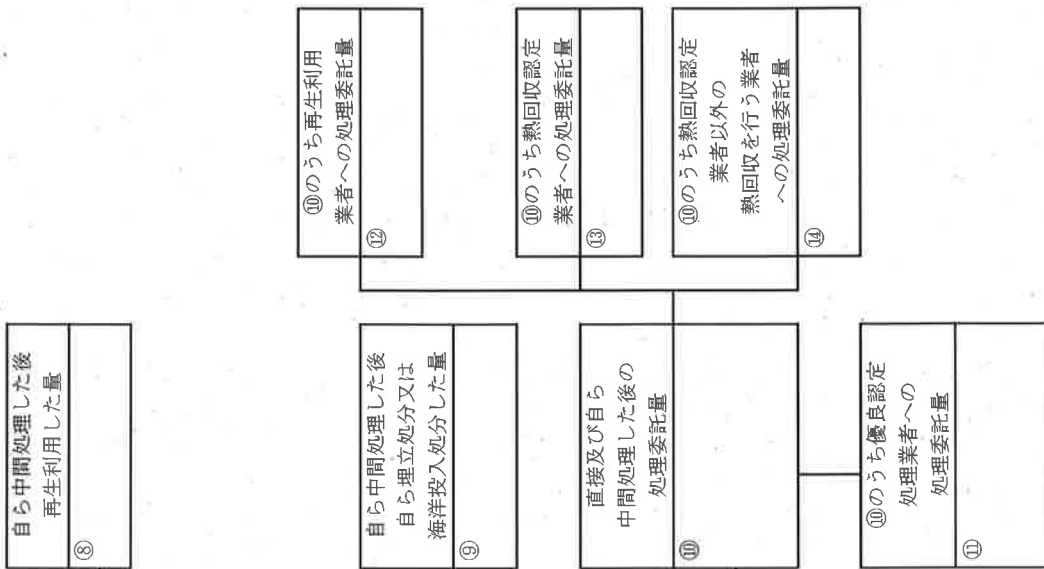 自ら中間処理した後
再生利用した量
⑧
自ら中間処理した後
自ら埋立処分又は
海洋投入処分した量
⑨
直接及び自ら
中間処理した後の
処理委託量
⑩
⑩のうち優良認定
処理業者への
処理委託量
⑪
⑩のうち再生利用
業者への処理委託量
⑫
⑩のうち熱回収認定
業者への処理委託量
⑬
⑩のうち熱回収認定
業者以外の
熱回収を行う業者
への処理委託量
⑭